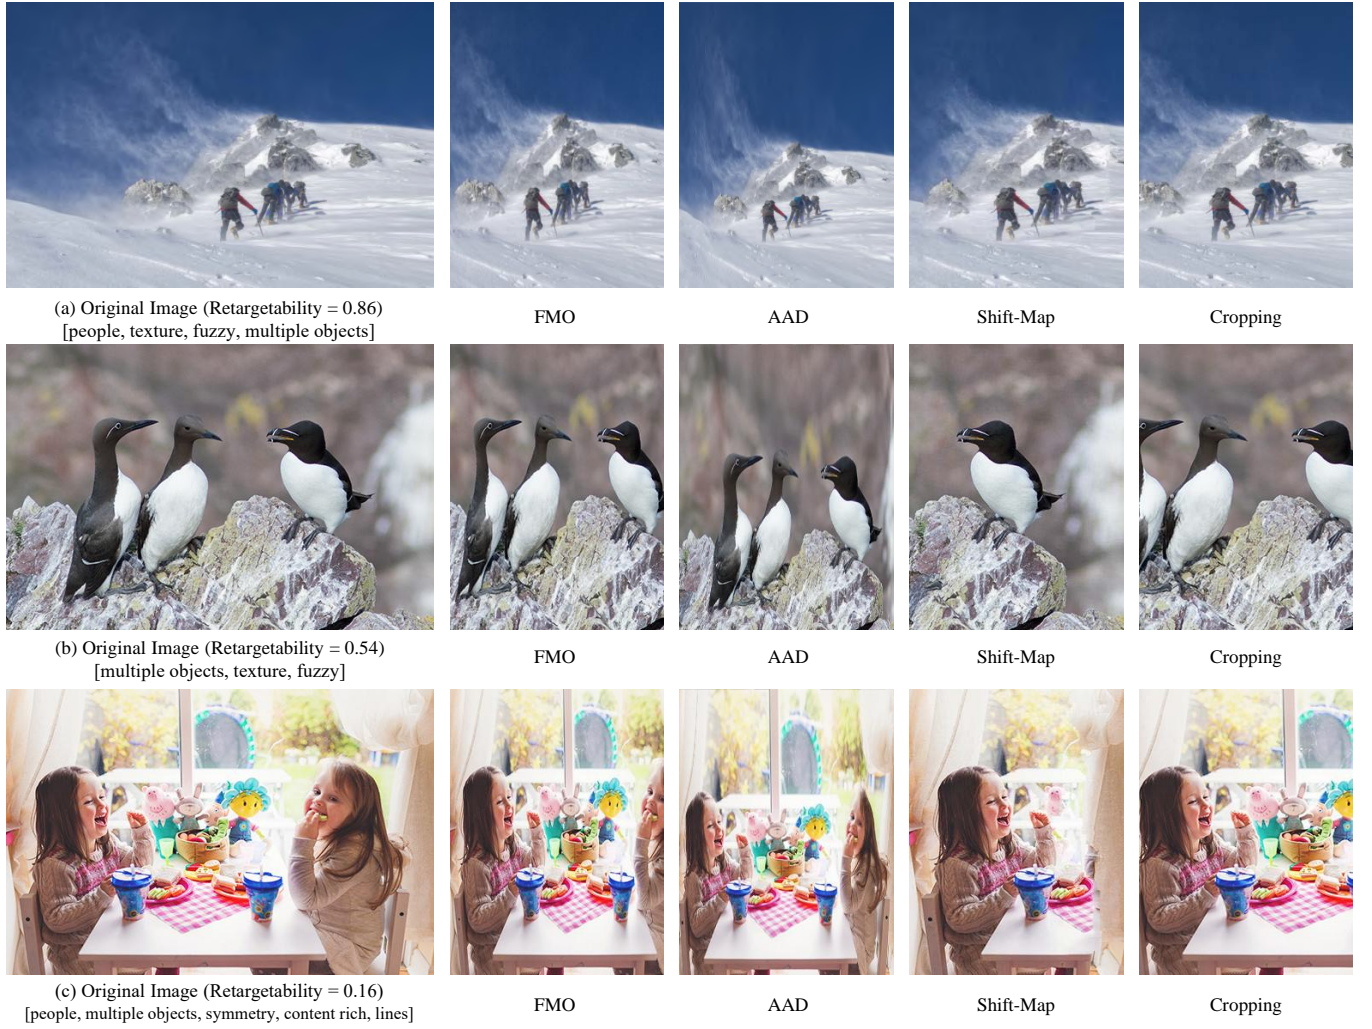 (a) Original Image (Retargetability = 0.86)
[people, texture, fuzzy, multiple objects]
FMO
AAD
Shift-Map
Cropping
(b) Original Image (Retargetability = 0.54)
[multiple objects, texture, fuzzy]
FMO
AAD
Shift-Map
Cropping
(c) Original Image (Retargetability = 0.16)
[people, multiple objects, symmetry, content rich, lines]
FMO
AAD
Shift-Map
Cropping